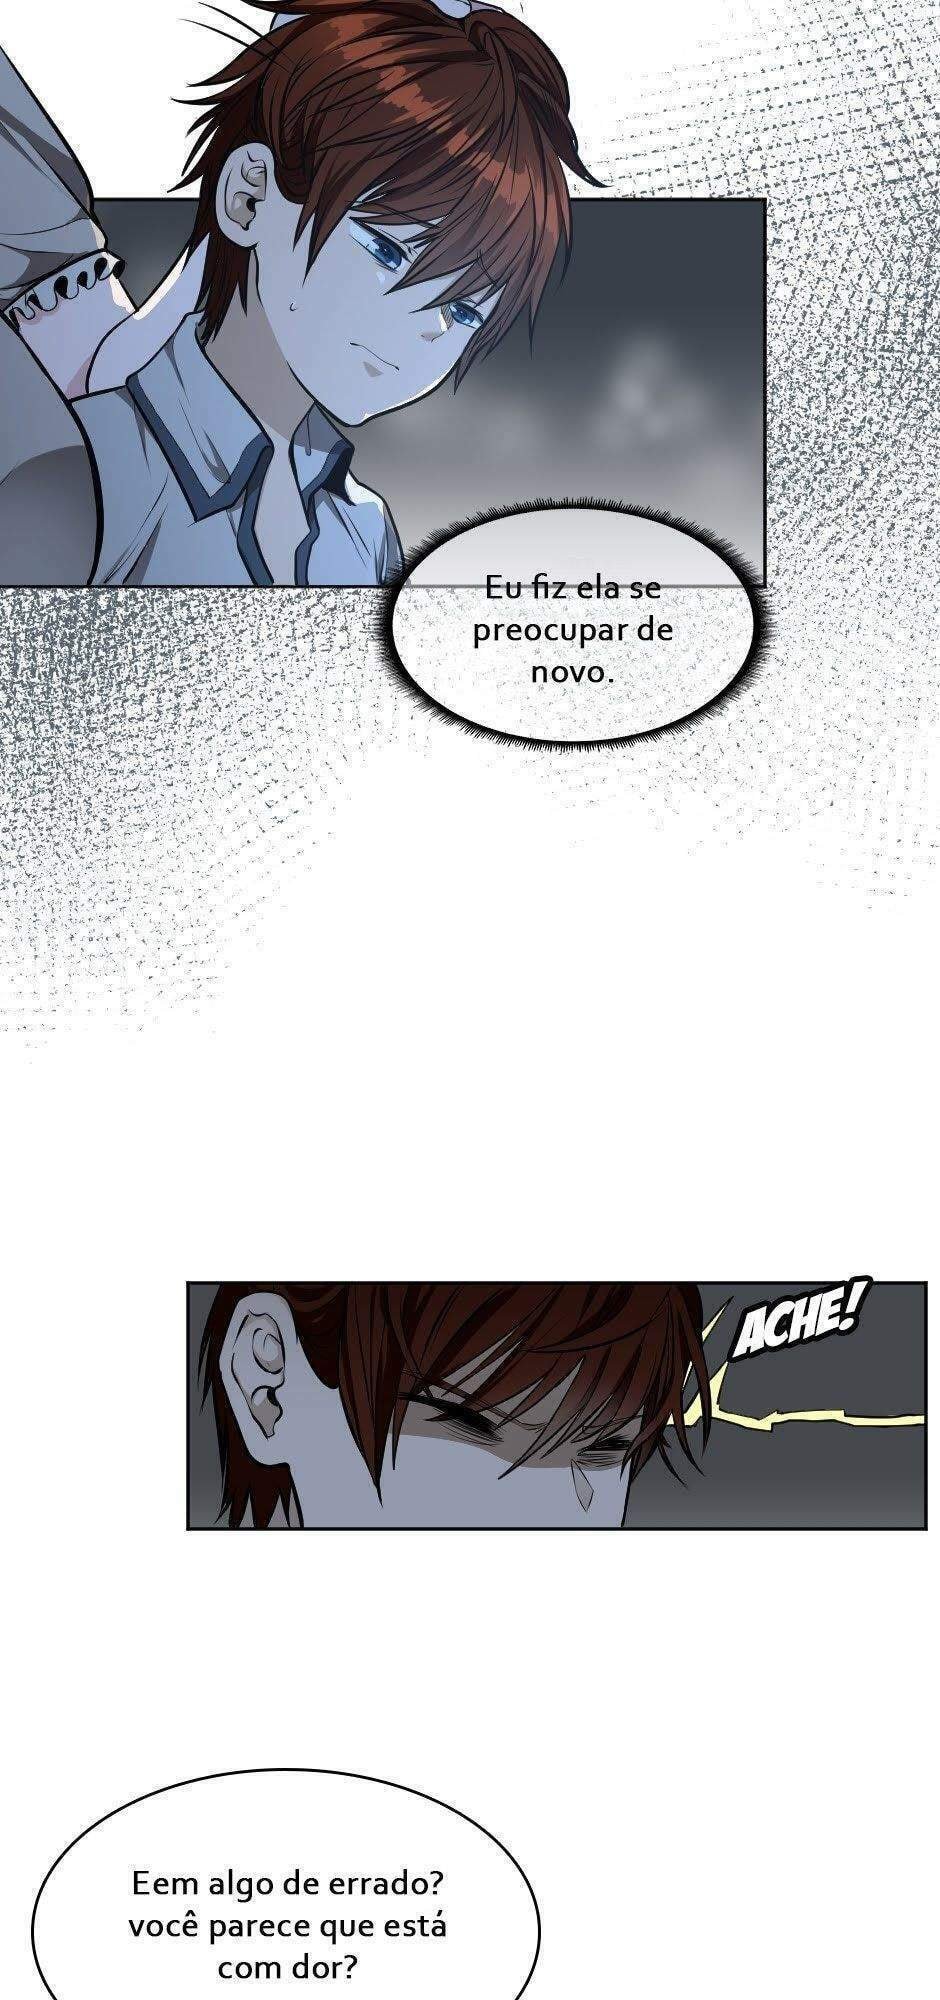 Eu fiz ela se
preocupar de
novo.
ACHE!
Eem algo de errado?
você parece que está
com dor?